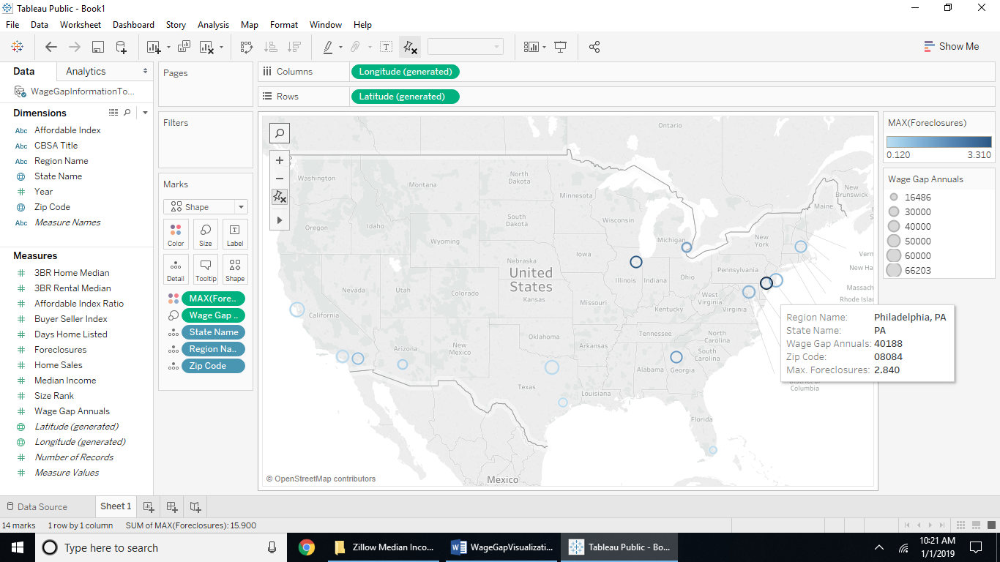 Tableau Public - Book1
File Data Worksheet Dashboard Story Analysis Map Format Window Help
Show Me
Data Analytics
WageGapInformationTo...
Dimensions
Abc Affordable Index
Abc CBSA Title
Abc Region Name
State Name
# Year
Zip Code
Abc Measure Names
Measures
# 3BR Home Median
# 3BR Rental Median
# Affordable Index Ratio
# Buyer Seller Index
# Days Home Listed
# Foreclosures
# Home Sales
# Median Income
# Size Rank
# Wage Gap Annuals
Latitude (generated)
Longitude (generated)
# Number of Records
# Measure Values
Pages
Filters
Marks
Shape
Color Size Label
Detail Tooltip Shape
MAX(Fore..
Wage Gap ..
State Name
Region Na..
Zip Code
Columns Longitude (generated)
Rows Latitude (generated)
Ontario
Washington
Montana
North
Dakota
Minnesota
New
Brunswick
Maine
Oregon
Idaho
South
Dakota
Wisconsin
Michigan
New
York
Wyoming
Nebraska
Iowa
Vern
New Ha
Massach
Rhode Islar
Pennsylvania
Illinois
Indiana
Ohio
Nevada
Utah
Colorado
United
States
Kansas
Missouri
West
Virginia
Virginia
Kentucky
California
Arizona
New
Mexico
Oklahoma
Arkansas
Tennessee
North
Carolina
South
Carolina
Alabama
Georgia
Texas
Louisiana
Florida
District of
Columbia
Mexico
© OpenStreetMap contributors
Region Name: Philadelphia, PA
State Name: PA
Wage Gap Annuals: 40188
Zip Code: 08084
Max. Foreclosures: 2.840
MAX(Foreclosures)
0.120 3.310
Wage Gap Annuals
16486
30000
40000
50000
60000
66203
Data Source Sheet 1
14 marks 1 row by 1 column SUM of MAX(Foreclosures): 15.900
Type here to search
Zillow Median Inco...
WageGapVisualizati...
Tableau Public - Bo...
10:21 AM
1/1/2019